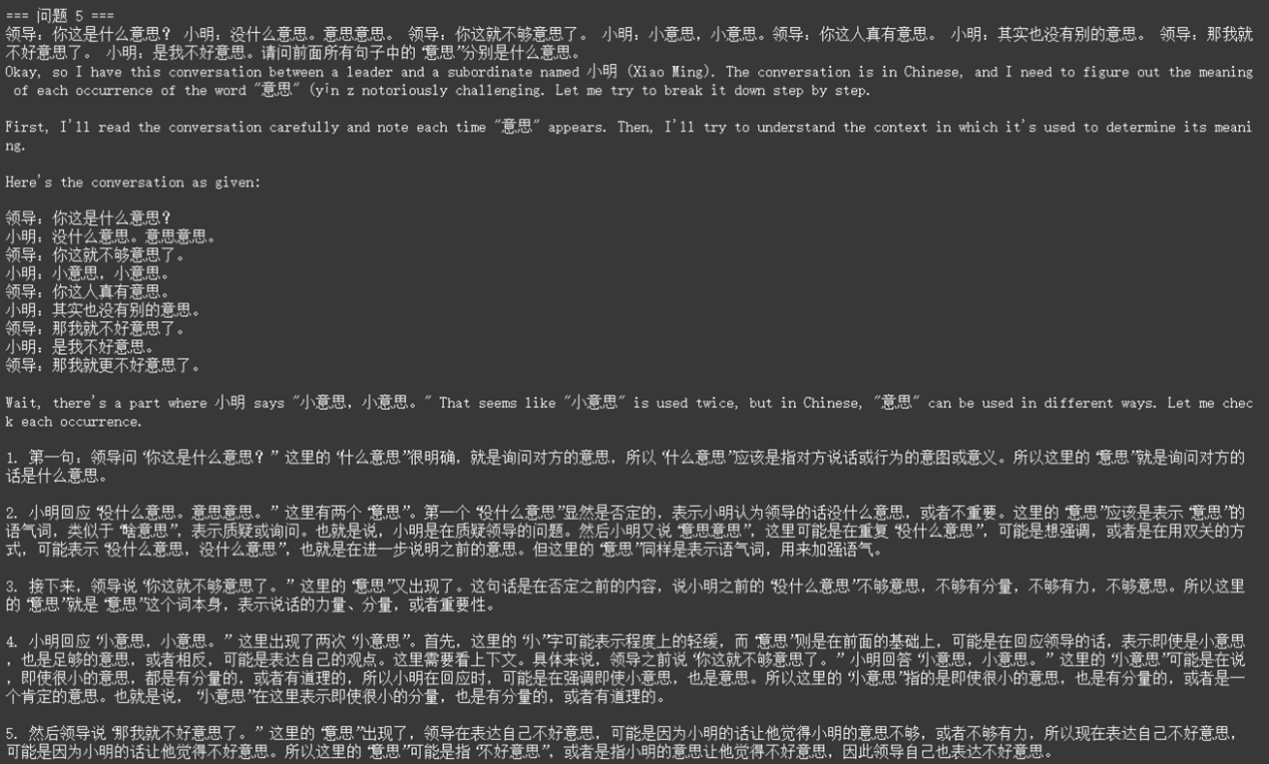 === 问题 5 ===
领导：你这是什么意思？ 小明：没什么意思。意思意思。 领导：你这就不够意思了。 小明：小意思，小意思。领导：你这人真有意思。 小明：其实也没有别的意思。 领导：那我就
不好意思了。 小明：是我不好意思。请问前面所有句子中的“意思”分别是什么意思。
Okay, so I have this conversation between a leader and a subordinate named 小明 (Xiao Ming). The conversation is in Chinese, and I need to figure out the meaning
of each occurrence of the word "意思" (yīn z notoriously challenging. Let me try to break it down step by step.
First, I'll read the conversation carefully and note each time "意思" appears. Then, I'll try to understand the context in which it's used to determine its meani
ng.
Here's the conversation as given:
领导：你这是什么意思？
小明：没什么意思。意思意思。
领导：你这就不够意思了。
小明：小意思，小意思。
领导：你这人真有意思。
小明：其实也没有别的意思。
领导：那我就不好意思了。
小明：是我不好意思。
领导：那我就更不好意思了。
Wait, there's a part where 小明 says "小意思，小意思。" That seems like "小意思" is used twice, but in Chinese, "意思" can be used in different ways. Let me chec
k each occurrence.
1. 第一句：领导问“你这是什么意思？”这里的“什么意思”很明确，就是询问对方的意思，所以“什么意思”应该是指对方说话或行为的意图或意义。所以这里的“意思”就是询问对方的
话是什么意思。
2. 小明回应“没什么意思。意思意思。”这里有两个“意思”。第一个“没什么意思”显然是否定的，表示小明认为领导的话没什么意思，或者不重要。这里的“意思”应该是表示“意思”的
语气词，类似于“啥意思”，表示质疑或询问。也就是说，小明是在质疑领导的问题。然后小明又说“意思意思”，这里可能是在重复“没什么意思”，可能是想强调，或者是在用双关的方
式，可能表示“没什么意思，没什么意思”，也就是在进一步说明之前的意思。但这里的“意思”同样是表示语气词，用来加强语气。
3. 接下来，领导说“你这就不够意思了。”这里的“意思”又出现了。这句话是在否定之前的内容，说小明之前的“没什么意思”不够意思，不够有分量，不够有力，不够意思。所以这里
的“意思”就是“意思”这个词本身，表示说话的力量、分量，或者重要性。
4. 小明回应“小意思，小意思。”这里出现了两次“小意思”。首先，这里的“小”字可能表示程度上的轻缓，而“意思”则是在前面的基础上，可能是在回应领导的话，表示即使是小意思
，也是足够的意思，或者相反，可能是表达自己的观点。这里需要看上下文。具体来说，领导之前说“你这就不够意思了。”小明回答“小意思，小意思。”这里的“小意思”可能是在说
，即使很小的意思，都是有分量的，或者有道理的，所以小明在回应时，可能是在强调即使小意思，也是意思。所以这里的“小意思”指的是即使很小的意思，也是有分量的，或者是一
个肯定的意思。也就是说，“小意思”在这里表示即使很小的分量，也是有分量的，或者有道理的。
5. 然后领导说“那我就不好意思了。”这里的“意思”出现了，领导在表达自己不好意思，可能是因为小明的话让他觉得小明的意思不够，或者不够有力，所以现在表达自己不好意思，
可能是因为小明的话让他觉得不好意思。所以这里的“意思”可能是指“不好意思”，或者是指小明的意思让他觉得不好意思，因此领导自己也表达不好意思。